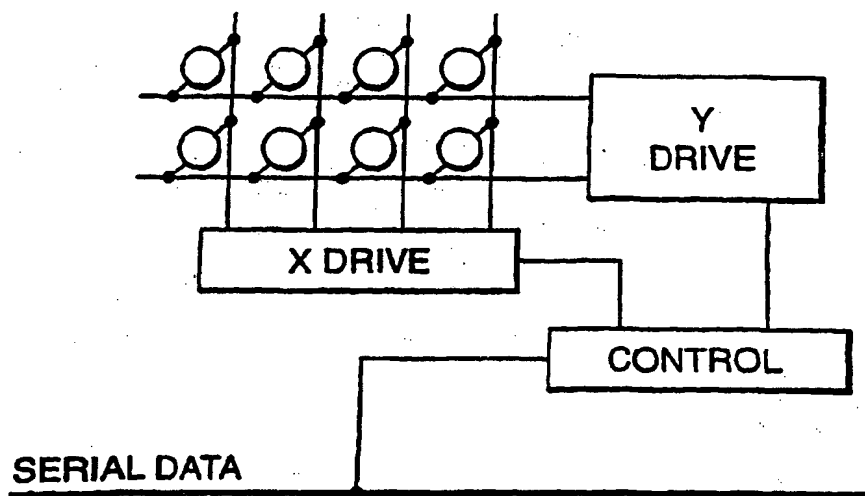 Y
DRIVE
X DRIVE
CONTROL
SERIAL DATA